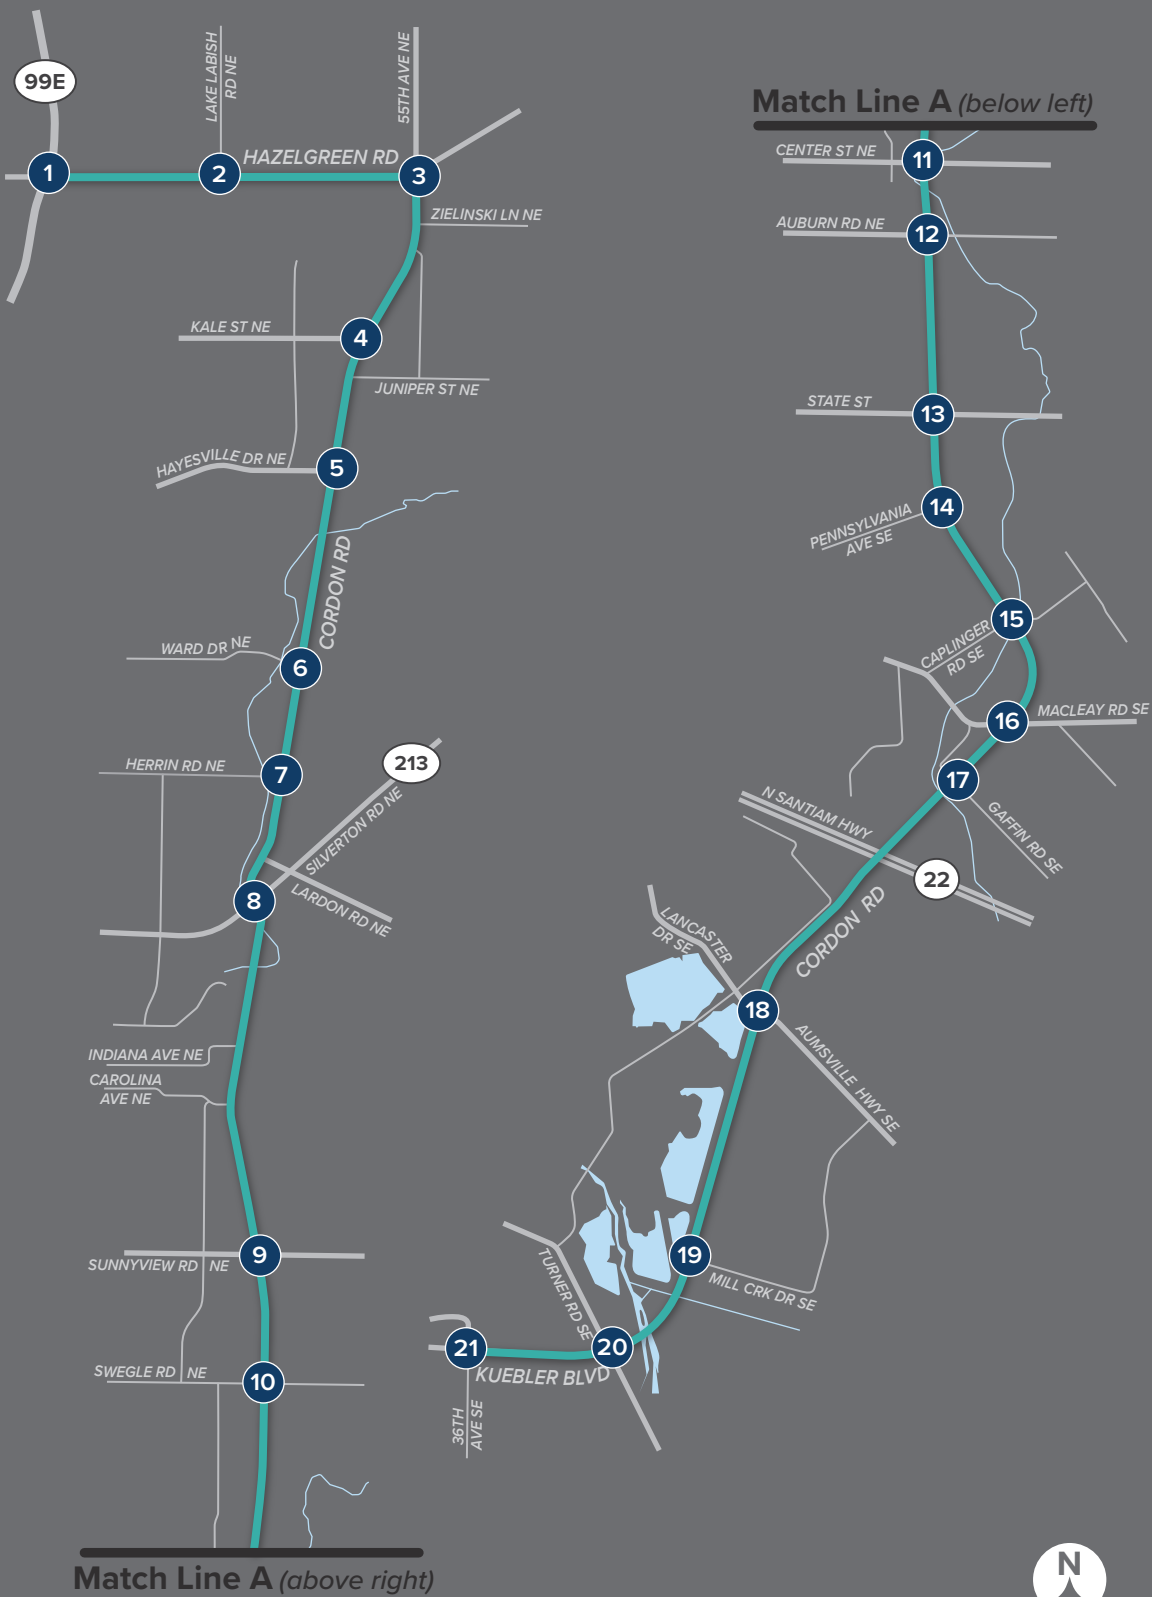 99E
LAKE LABISH
RD NE
55TH AVE NE
HAZELGREEN RD
1
2
3
ZIELINSKI LN NE
KALE ST NE
4
JUNIPER ST NE
HAYESVILLE DR NE
5
CORDON RD
WARD DR NE
6
HERRIN RD NE
7
213
SILVERTON RD NE
LARDON RD NE
8
INDIANA AVE NE
CAROLINA
AVE NE
9
SUNNYVIEW RD NE
SWEGLE RD NE
10
Match Line A (above right)
Match Line A (below left)
CENTER ST NE
11
AUBURN RD NE
12
STATE ST
13
PENNSYLVANIA
AVE SE
14
15
CAPLINGER
RD SE
16
MACLEAY RD SE
17
GAFFIN RD SE
N SANTIAM HWY
22
CORDON RD
LANCASTER
DR SE
18
AUMSVILLE HWY SE
19
MILL CRK DR SE
TURNER RD SE
20
21
KUEBLER BLVD
36TH
AVE SE
N